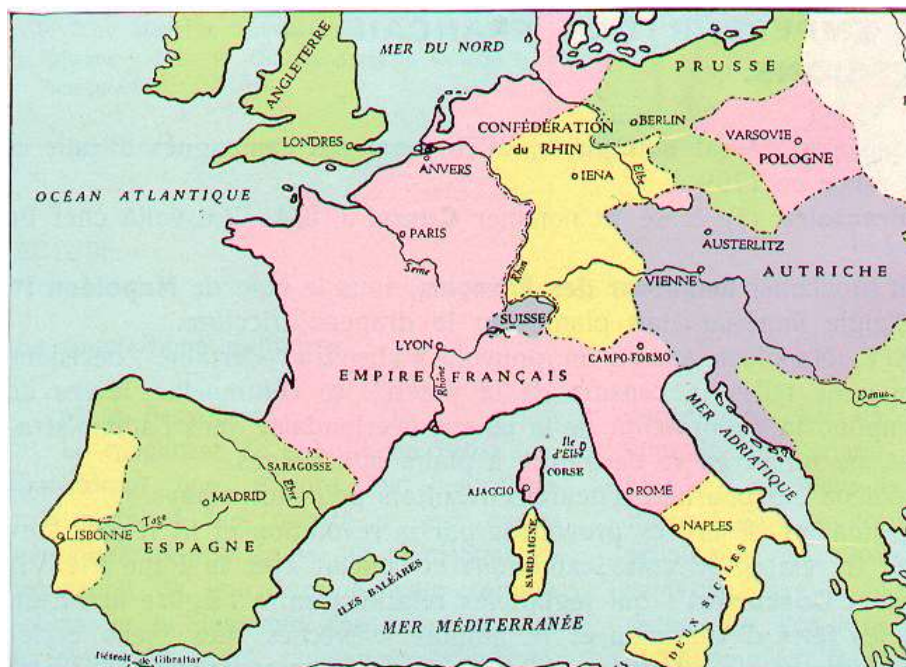 MER DU NORD
ANGLETERRE
PRUSSE
BERLIN
CONFÉDÉRATION
du RHIN
VARSOVIE
POLOGNE
LONDRES
ANVERS
IENA
Elbe
OCÉAN ATLANTIQUE
PARIS
AUSTERLITZ
Seine
Rhin
VIENNE
AUTRICHE
SUISSE
LYON
CAMPO-FORMO
EMPIRE FRANÇAIS
Rhône
Danube
MER ADRIATIQUE
Ile
d'Elbe
CORSE
SARAGOSSE
Ebre
AJACCIO
ROME
MADRID
Tage
NAPLES
LISBONNE
ESPAGNE
SARDAIGNE
ILES BALÉARES
DEUX SICILES
MER MÉDITERRANÉE
Détroit de Gibraltar